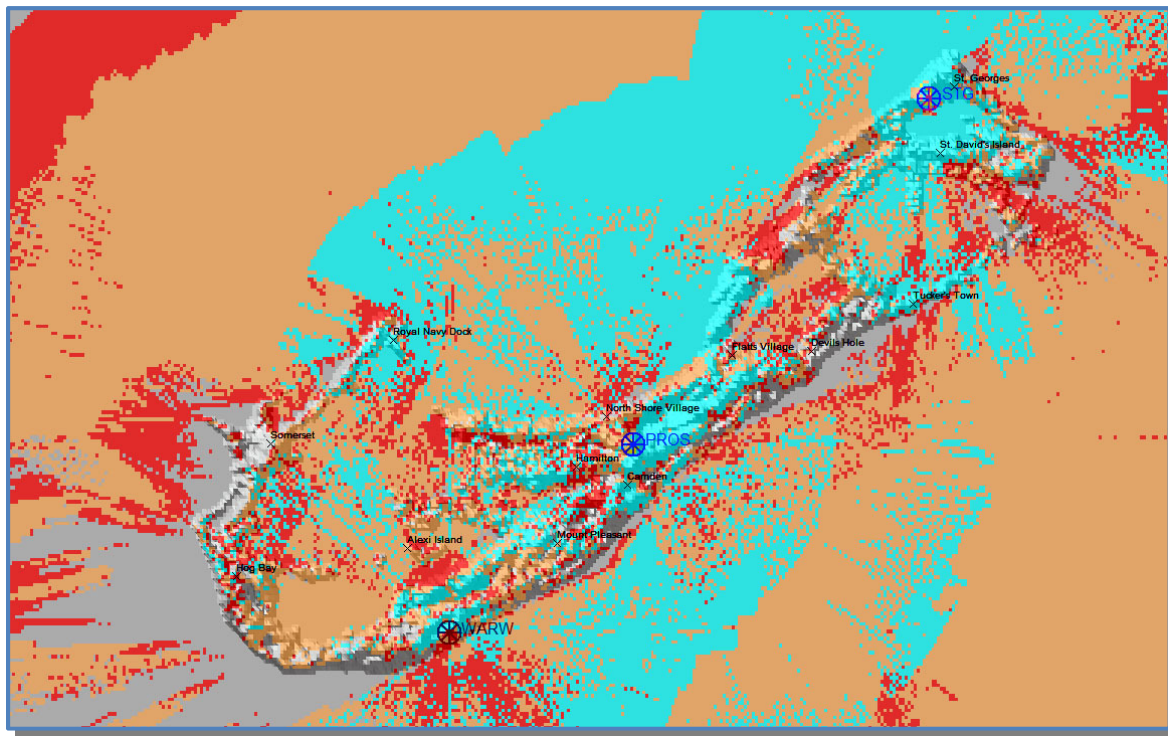 St. Georges
STG
St. David's Island
Tucker's Town
Royal Navy Dock
Flatts Village
Devils Hole
North Shore Village
Somerset
PROS
Hamilton
Camden
Alexi Island
Mount Pleasant
Hog Bay
WARW